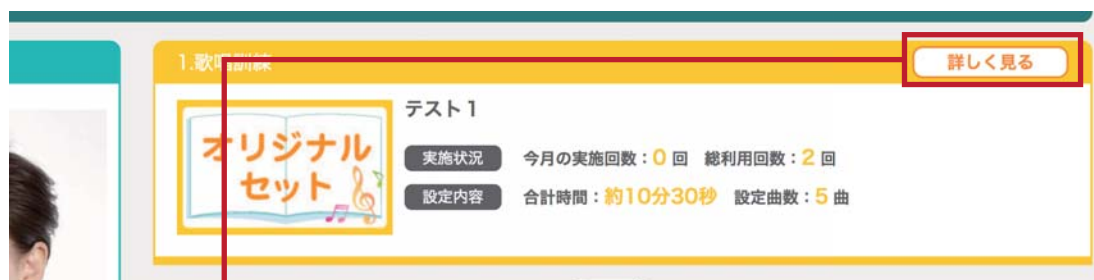 1.歌唱訓練
詳しく見る
オリジナル
セット
テスト1
実施状況 今月の実施回数：0 回 総利用回数：2 回
設定内容 合計時間：約10分30秒 設定曲数：5 曲